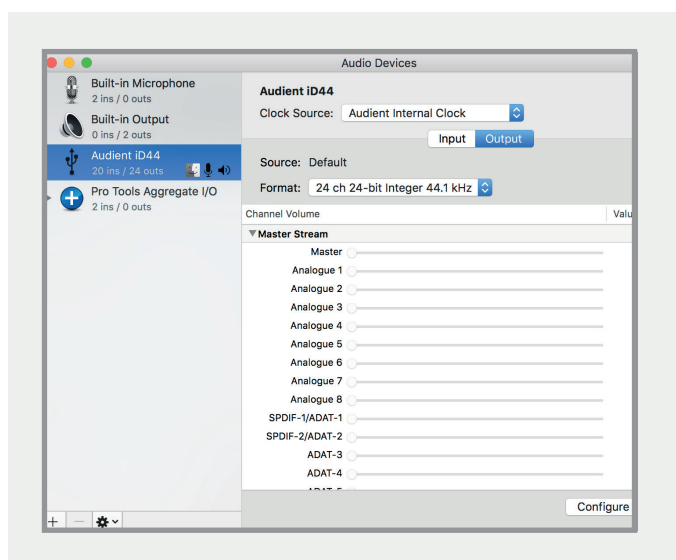 Audio Devices
Built-in Microphone
2 ins / 0 outs
Built-in Output
0 ins / 2 outs
Audient iD44
20 ins / 24 outs
Pro Tools Aggregate I/O
2 ins / 0 outs
Audient iD44
Clock Source: Audient Internal Clock
Input Output
Source: Default
Format: 24 ch 24-bit Integer 44.1 kHz
Channel Volume Valu
Master Stream
Master
Analogue 1
Analogue 2
Analogue 3
Analogue 4
Analogue 5
Analogue 6
Analogue 7
Analogue 8
SPDIF-1/ADAT-1
SPDIF-2/ADAT-2
ADAT-3
ADAT-4
Configure